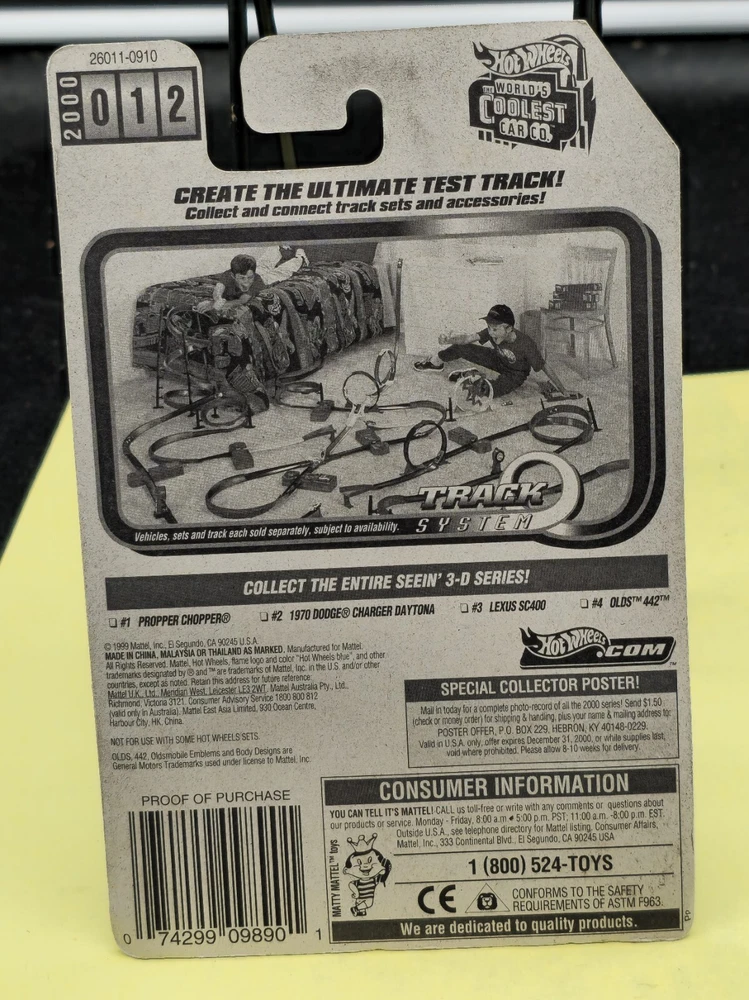 26011-0910
2000
012
HOT WHEELS
THE WORLD'S
COOLEST
CAR CO.™
CREATE THE ULTIMATE TEST TRACK!
Collect and connect track sets and accessories!
TRACK
SYSTEM
Vehicles, sets and track each sold separately, subject to availability.
COLLECT THE ENTIRE SEEIN' 3-D SERIES!
❏ #1 PROPPER CHOPPER® ❏ #2 1970 DODGE® CHARGER DAYTONA ❏ #3 LEXUS SC400 ❏ #4 OLDS™ 442™
© 1999 Mattel, Inc., El Segundo, CA 90245 U.S.A.
MADE IN CHINA, MALAYSIA OR THAILAND AS MARKED. Manufactured for Mattel.
All Rights Reserved. Mattel, Hot Wheels, flame logo and color "Hot Wheels blue", and other
trademarks designated by ® and ™ are trademarks of Mattel, Inc. in the U.S. and/or other
countries, except as noted. Retain this address for future reference:
Mattel U.K., Ltd., Meridian West, Leicester LE3 2WT. Mattel Australia Pty., Ltd.,
Richmond, Victoria 3121. Consumer Advisory Service 1800 800 812
(valid only in Australia). Mattel East Asia Limited, 930 Ocean Centre,
Harbour City, HK, China.
NOT FOR USE WITH SOME HOT WHEELS SETS.
OLDS, 442, Oldsmobile Emblems and Body Designs are
General Motors Trademarks used under license to Mattel, Inc.
Hot Wheels .COM™
SPECIAL COLLECTOR POSTER!
Mail in today for a complete photo-record of all the 2000 series! Send $1.50
(check or money order) for shipping & handling, plus your name & mailing address to:
POSTER OFFER, P.O. BOX 229, HEBRON, KY 40148-0229.
Valid in U.S.A. only, offer expires December 31, 2000, or while supplies last,
void where prohibited. Please allow 8-10 weeks for delivery.
PROOF OF PURCHASE
0 74299 09890 1
CONSUMER INFORMATION
YOU CAN TELL IT'S MATTEL! CALL us toll-free or write with any comments or questions about
our products or service. Monday - Friday, 8:00 a.m. - 5:00 p.m. PST; 11:00 a.m. -8:00 p.m. EST.
Outside U.S.A., see telephone directory for Mattel listing. Consumer Affairs,
Mattel, Inc., 333 Continental Blvd., El Segundo, CA 90245 USA
MATTY MATTEL™ toys
1 (800) 524-TOYS
CE
CONFORMS TO THE SAFETY
REQUIREMENTS OF ASTM F963.
We are dedicated to quality products.